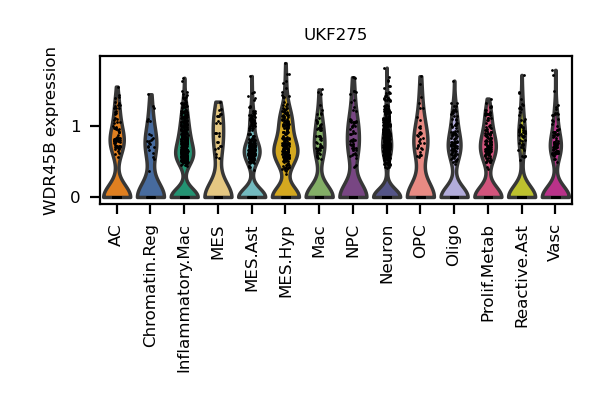 UKF275
WDR45B expression
1
0
AC
Chromatin.Reg
Inflammatory.Mac
MES
MES.Ast
MES.Hyp
Mac
NPC
Neuron
OPC
Oligo
Prolif.Metab
Reactive.Ast
Vasc